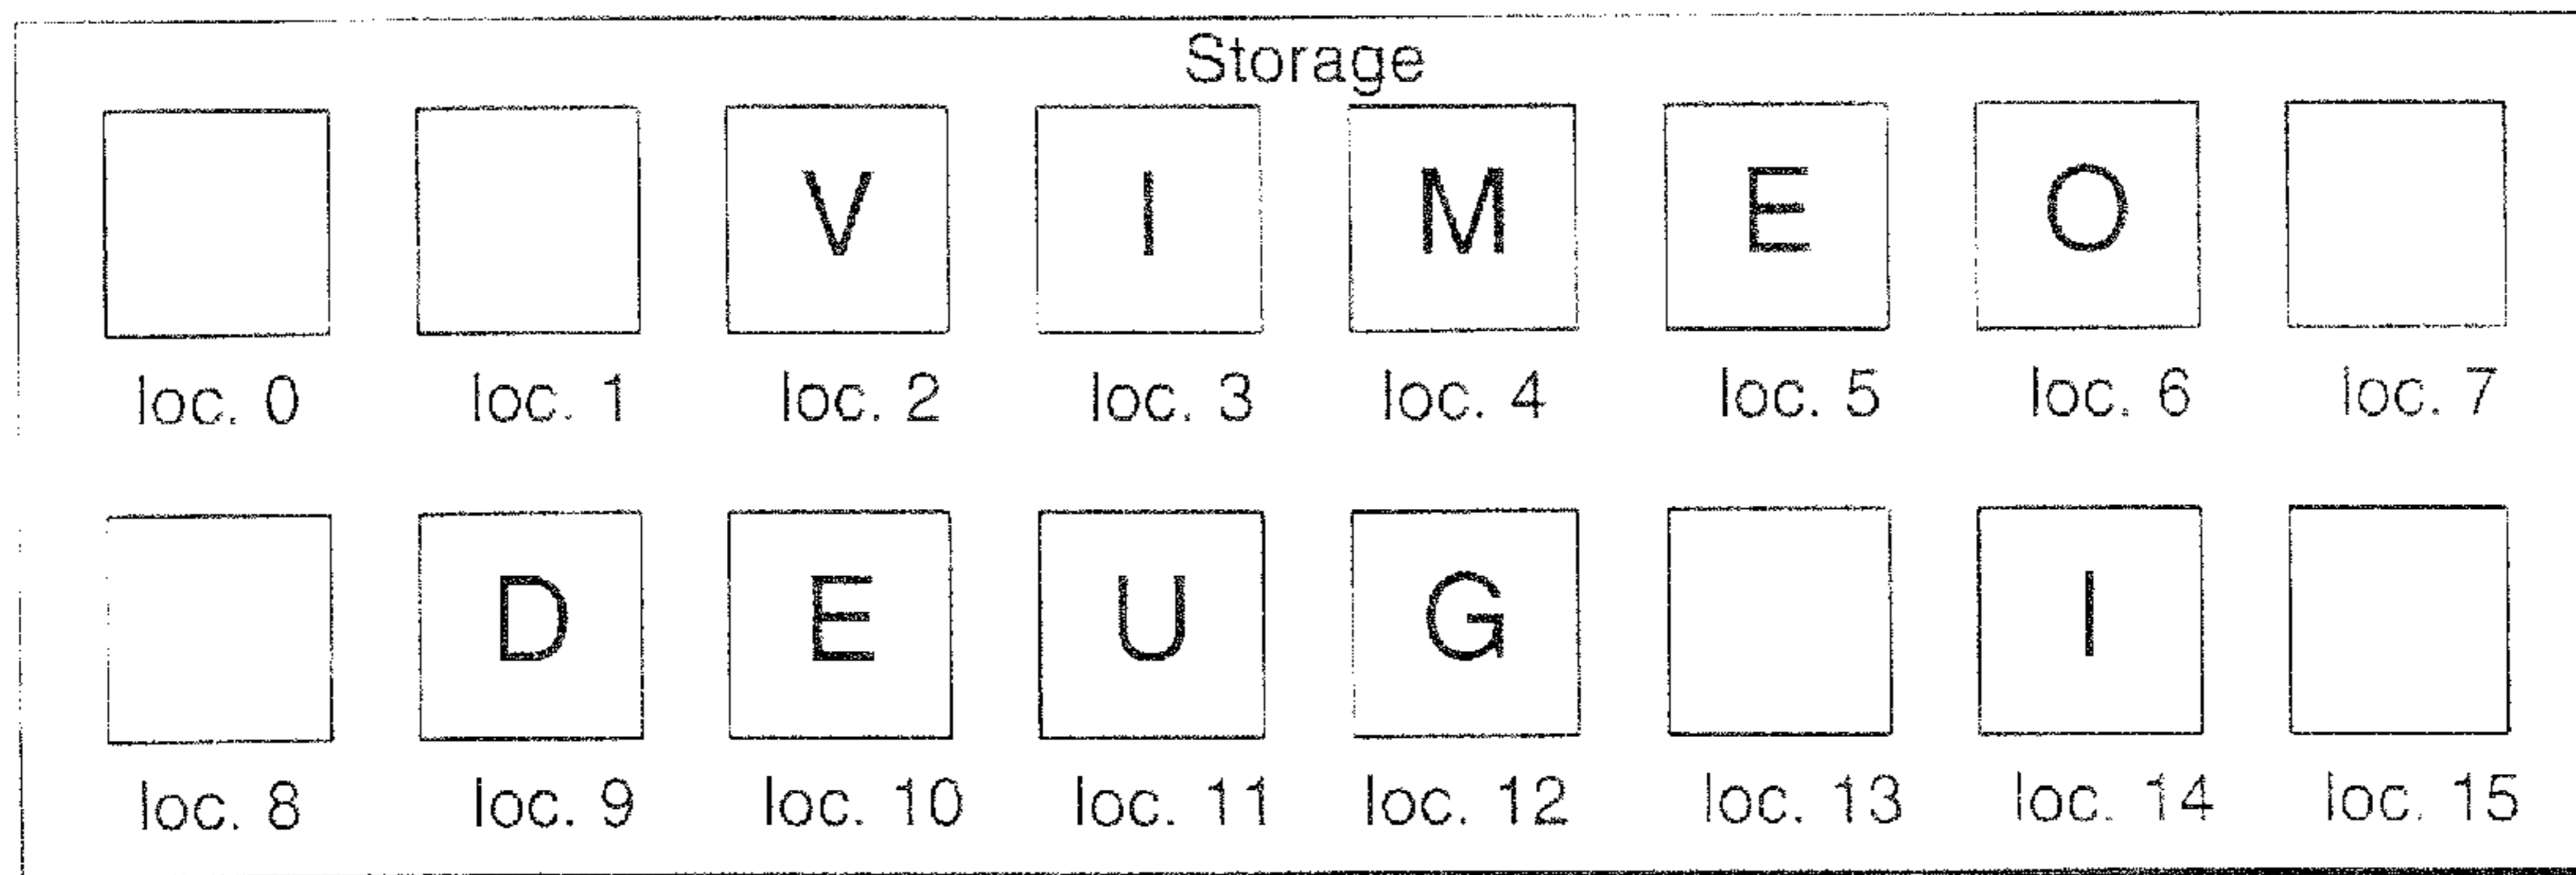 Storage
V I M E O
loc. 0 loc. 1 loc. 2 loc. 3 loc. 4 loc. 5 loc. 6 loc. 7
D E U G I
loc. 8 loc. 9 loc. 10 loc. 11 loc. 12 loc. 13 loc. 14 loc. 15